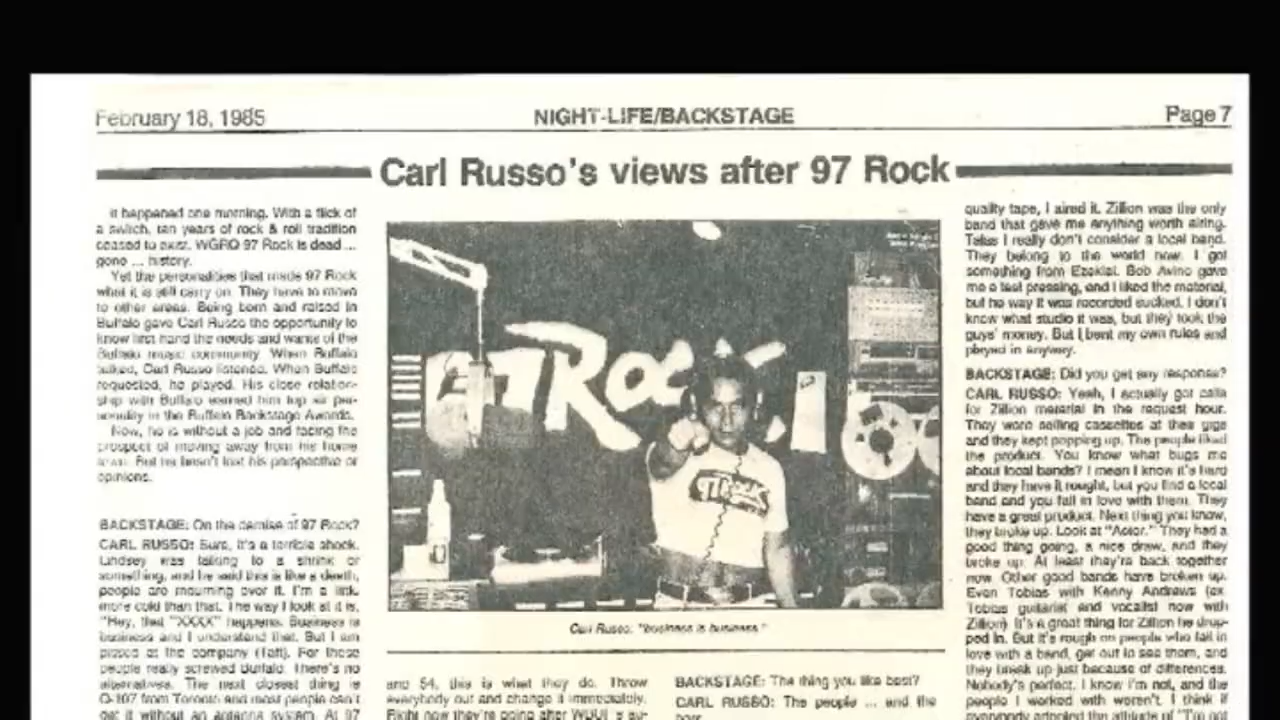 February 18, 1985
NIGHT-LIFE/BACKSTAGE
Page 7
Carl Russo's views after 97 Rock
It happened one morning. With a flick of
a switch, ten years of rock & roll tradition
ceased to exist. WGRQ 97 Rock is dead ...
gone ... history.
Yet the personalities that made 97 Rock
what it is still carry on. They have to move
to other areas. Being born and raised in
Buffalo gave Carl Russo the opportunity to
know first hand the needs and wants of the
Buffalo music community. When Buffalo
talked, Carl Russo listened. When Buffalo
requested, he played. His close relation-
ship with Buffalo earned him top air per-
sonality in the Buffalo Backstage Awards.
Now, he is without a job and facing the
prospect of moving away from his home
town. But he hasn't lost his perspective or
opinions.
BACKSTAGE: On the demise of 97 Rock?
CARL RUSSO: Sure, it's a terrible shock.
Lindsey was talking to a shrink or
something, and he said this is like a death,
people are mourning over it. I'm a little
more cold than that. The way I look at it is,
"Hey, that "XXXX" happens. Business is
business and I understand that. But I am
pissed at the company (Taft). For these
people really screwed Buffalo. There's no
alternatives. The next closest thing is
Q-107 from Toronto and most people can't
get it without an antenna system. At 97
97 Rock
97 Rock
Carl Russo: "business is business."
and 54, this is what they do. Throw
everybody out and change it immediately.
Right now they're going after
BACKSTAGE: The thing you like best?
CARL RUSSO: The people ... and the
quality tape, I aired it. Zillion was the only
band that gave me anything worth airing.
Talas I really don't consider a local band.
They belong to the world now. I got
something from Ezekiel. Bob Avino gave
me a test pressing, and I liked the material,
but he way it was recorded sucked. I don't
know what studio it was, but they took the
guys' money. But I bent my own rules and
played in anyway.
BACKSTAGE: Did you get any response?
CARL RUSSO: Yeah, I actually got calls
for Zillion material in the request hour.
They were selling cassettes at their gigs
and they kept popping up. The people liked
the product. You know what bugs me
about local bands? I mean I know it's hard
and they have it rought, but you find a local
band and you fall in love with them. They
have a great product. Next thing you know,
they broke up. Look at "Actor." They had a
good thing going, a nice draw, and they
broke up. At least they're back together
now. Other good bands have broken up.
Even Tobias with Kenny Andrews (ex-
Tobias guitarist and vocalist now with
Zillion). It's a great thing for Zillion he drop-
ped in. But it's rough on people who fall in
love with a band, get out to see them, and
they break up just because of differences.
Nobody's perfect. I know I'm not, and the
people I worked with weren't. I think if
everybody adopted the attitude of "I'm not